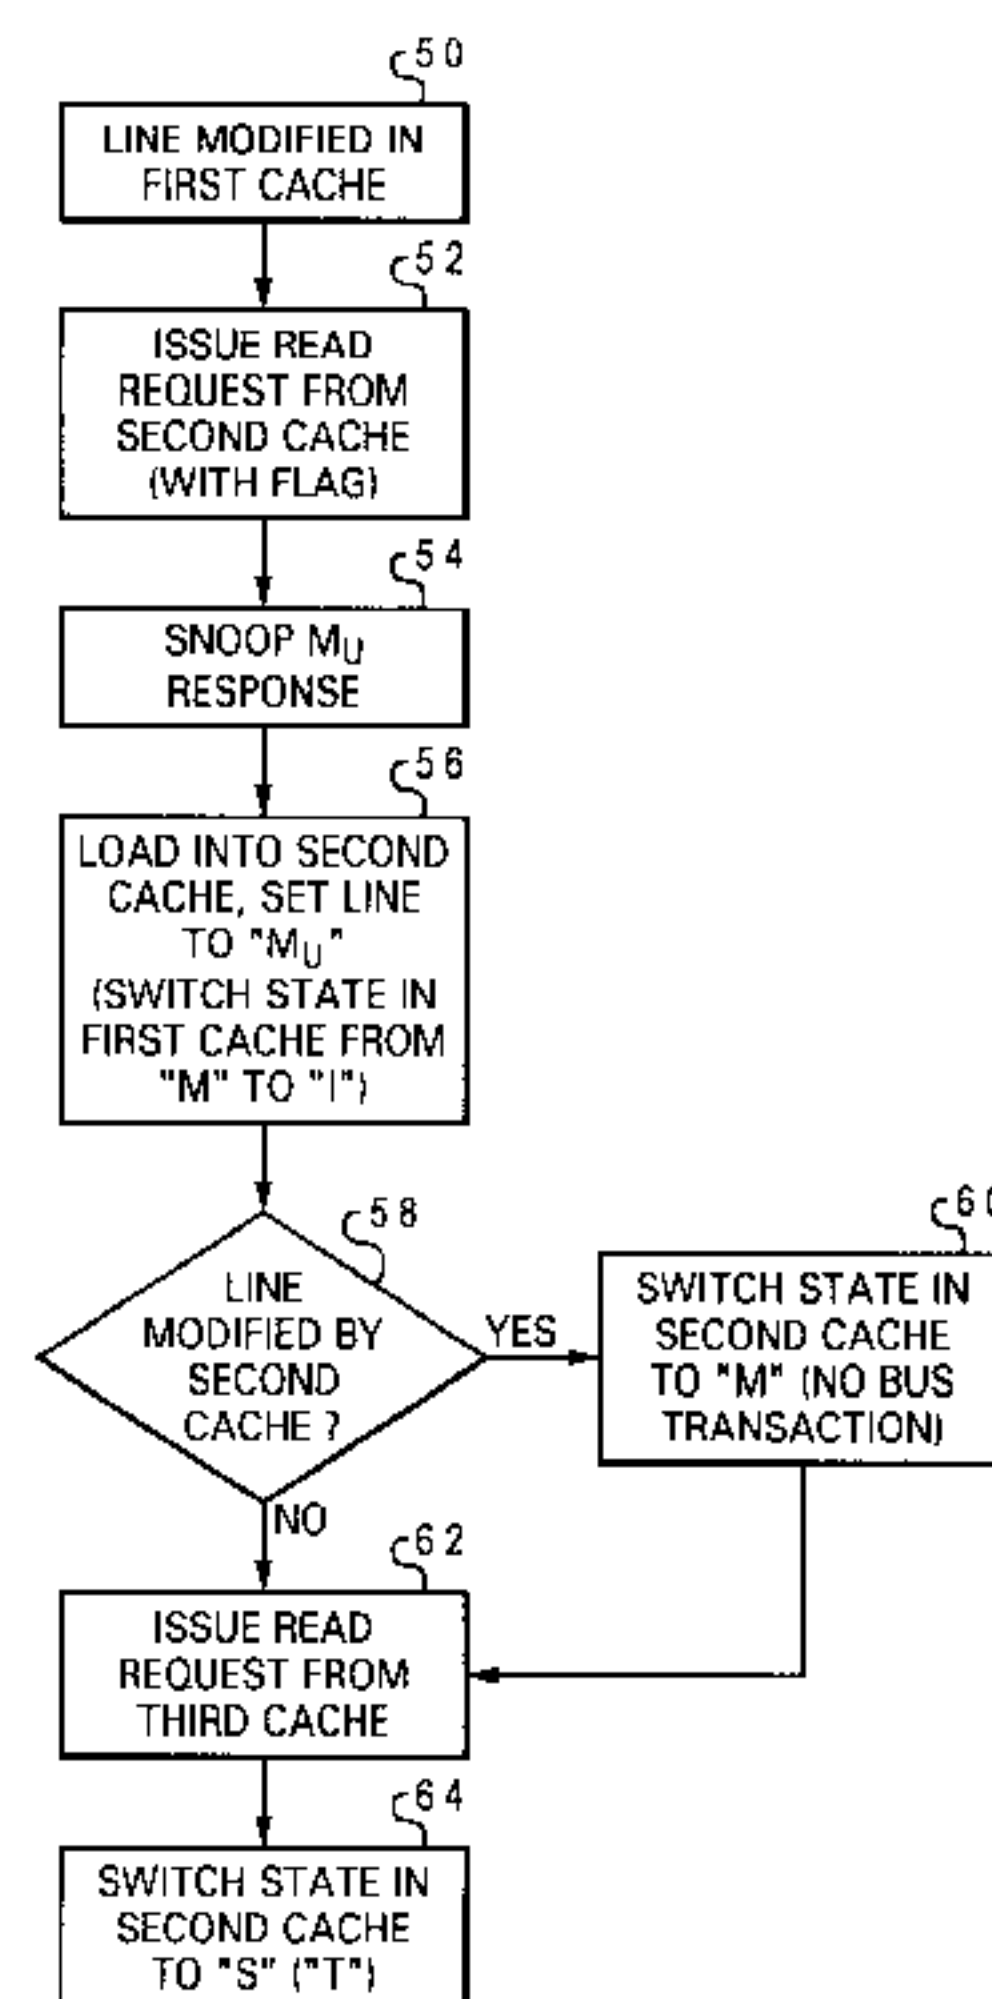 50
LINE MODIFIED IN
FIRST CACHE
52
ISSUE READ
REQUEST FROM
SECOND CACHE
(WITH FLAG)
54
SNOOP MU
RESPONSE
56
LOAD INTO SECOND
CACHE, SET LINE
TO "MU"
(SWITCH STATE IN
FIRST CACHE FROM
"M" TO "I")
58
LINE
MODIFIED BY
SECOND
CACHE ?
YES
SWITCH STATE IN
SECOND CACHE
TO "M" (NO BUS
TRANSACTION)
NO
62
ISSUE READ
REQUEST FROM
THIRD CACHE
64
SWITCH STATE IN
SECOND CACHE
TO "S" ("T")